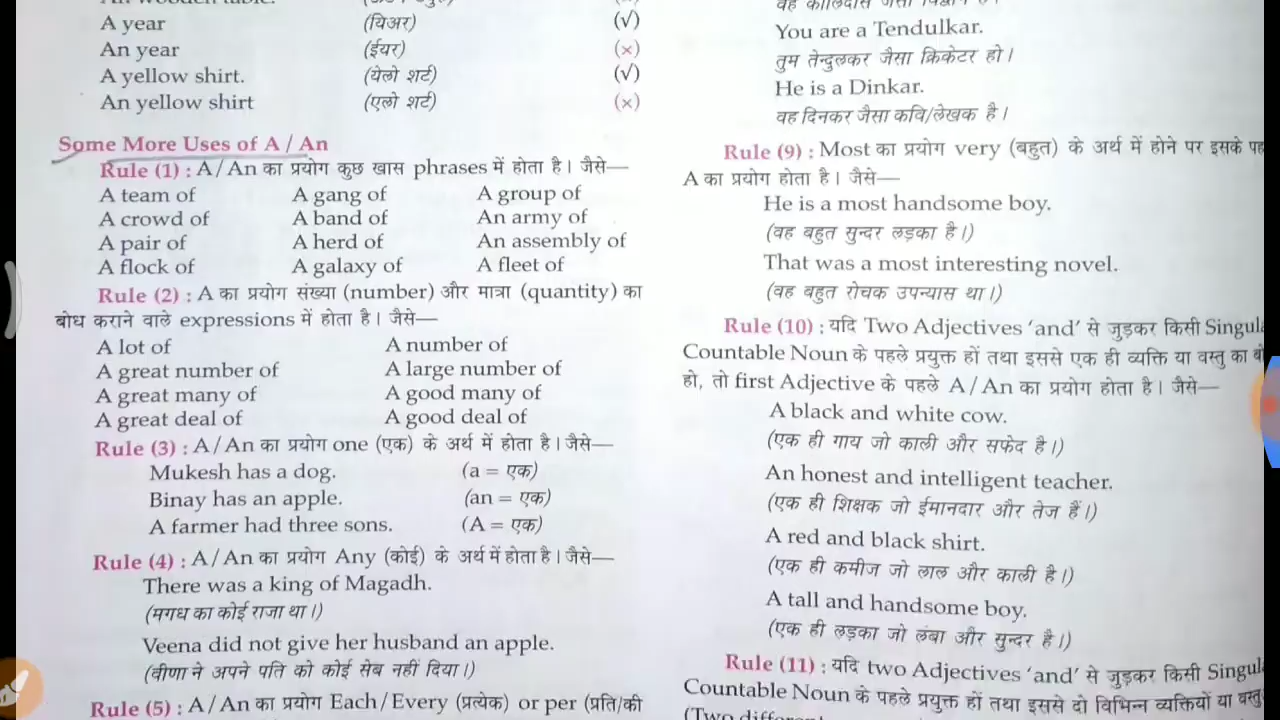 A year (यिअर) (√)
An year (ईयर) (×)
A yellow shirt. (येलो शर्ट) (√)
An yellow shirt (एलो शर्ट) (×)
Some More Uses of A / An
Rule (1) : A/An का प्रयोग कुछ खास phrases में होता है। जैसे—
A team of A gang of A group of
A crowd of A band of An army of
A pair of A herd of An assembly of
A flock of A galaxy of A fleet of
Rule (2) : A का प्रयोग संख्या (number) और मात्रा (quantity) का
बोध कराने वाले expressions में होता है। जैसे—
A lot of A number of
A great number of A large number of
A great many of A good many of
A great deal of A good deal of
Rule (3) : A/An का प्रयोग one (एक) के अर्थ में होता है। जैसे—
Mukesh has a dog. (a = एक)
Binay has an apple. (an = एक)
A farmer had three sons. (A = एक)
Rule (4) : A/An का प्रयोग Any (कोई) के अर्थ में होता है। जैसे—
There was a king of Magadh.
(मगध का कोई राजा था।)
Veena did not give her husband an apple.
(वीणा ने अपने पति को कोई सेब नहीं दिया।)
Rule (5) : A/An का प्रयोग Each/Every (प्रत्येक) or per (प्रति/की
You are a Tendulkar.
तुम तेन्दुलकर जैसा क्रिकेटर हो।
He is a Dinkar.
वह दिनकर जैसा कवि/लेखक है।
Rule (9) : Most का प्रयोग very (बहुत) के अर्थ में होने पर इसके
A का प्रयोग होता है। जैसे—
He is a most handsome boy.
(वह बहुत सुन्दर लड़का है।)
That was a most interesting novel.
(वह बहुत रोचक उपन्यास था।)
Rule (10) : यदि Two Adjectives ‘and’ से जुड़कर किसी
Countable Noun के पहले प्रयुक्त हों तथा इससे एक ही व्यक्ति या वस्तु का
हो, तो first Adjective के पहले A/An का प्रयोग होता है। जैसे—
A black and white cow.
(एक ही गाय जो काली और सफेद है।)
An honest and intelligent teacher.
(एक ही शिक्षक जो ईमानदार और तेज हैं।)
A red and black shirt.
(एक ही कमीज जो लाल और काली है।)
A tall and handsome boy.
(एक ही लड़का जो लंबा और सुन्दर है।)
Rule (11) : यदि two Adjectives ‘and’ से जुड़कर किसी
Countable Noun के पहले प्रयुक्त हों तथा इससे दो विभिन्न व्यक्तियों या